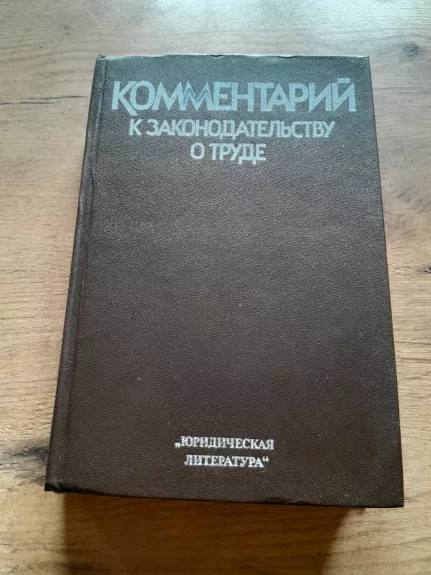 КОММЕНТАРИЙ
К ЗАКОНОДАТЕЛЬСТВУ
О ТРУДЕ
„ЮРИДИЧЕСКАЯ
ЛИТЕРАТУРА“